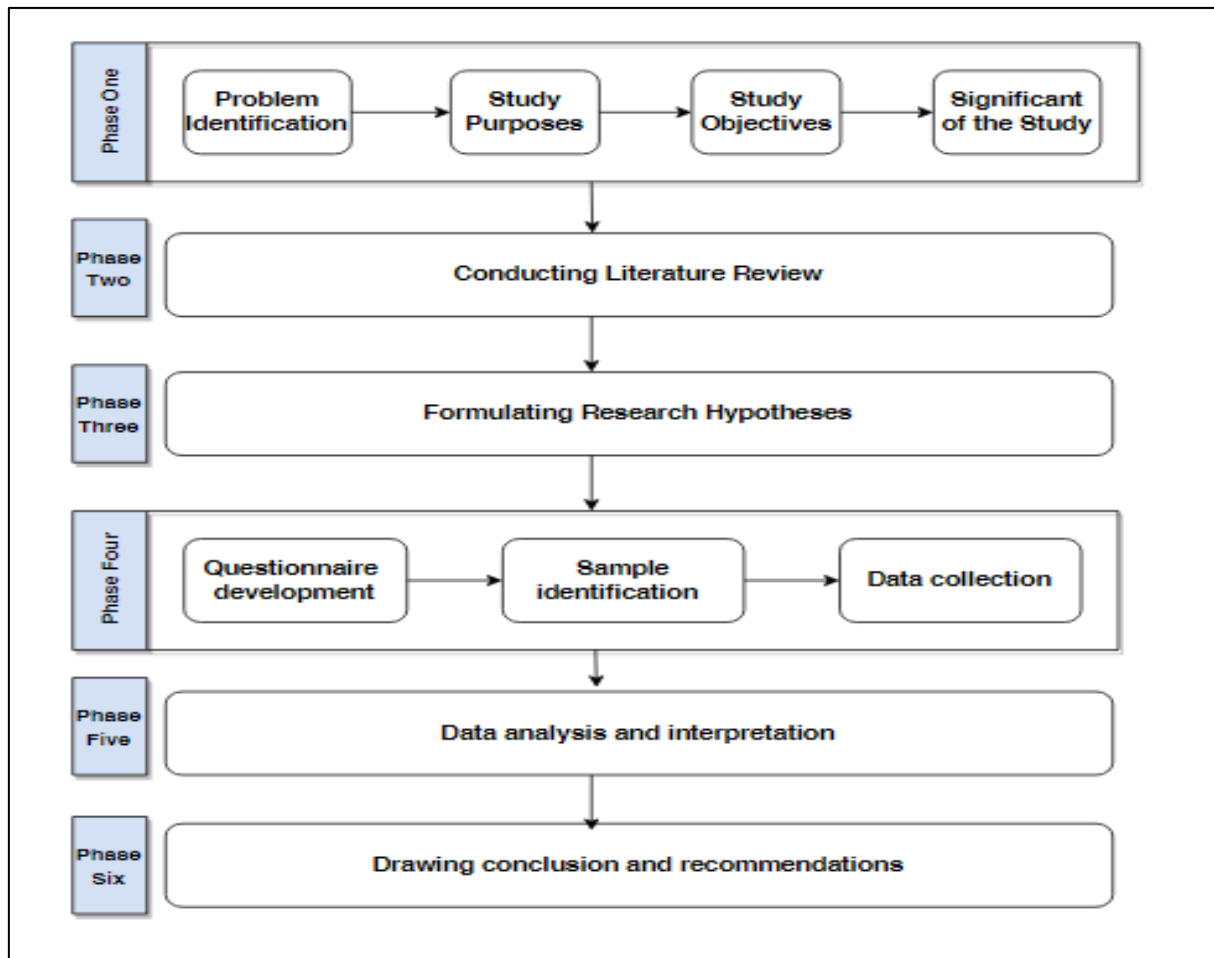 Phase One
Problem
Identification
Study
Purposes
Study
Objectives
Significant
of the Study
Phase
Two
Conducting Literature Review
Phase
Three
Formulating Research Hypotheses
Phase Four
Questionnaire
development
Sample
identification
Data collection
Phase
Five
Data analysis and interpretation
Phase
Six
Drawing conclusion and recommendations